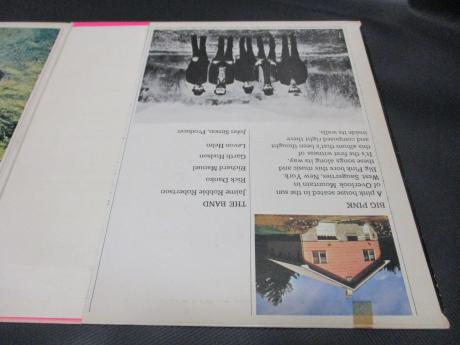 BIG PINK
A pink house seated in the sun
of Overlook Mountain in
West Saugerties, New York.
Big Pink bore this music and
these songs along its way.
It's the first witness of
this album that's been thought
and composed right there
inside its walls.
THE BAND
Jaime Robbie Robertson
Rick Danko
Richard Manuel
Garth Hudson
Levon Helm
John Simon, Producer